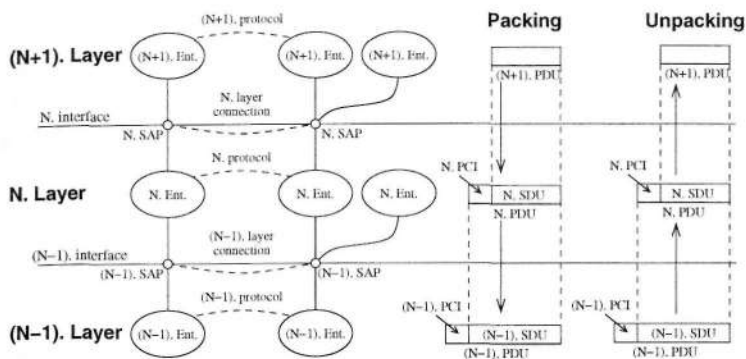 Packing
Unpacking
(N+1). protocol
(N+1). Layer
(N+1). Ent.
(N+1). Ent.
(N+1). Ent.
(N+1). PDU
(N+1). PDU
N. interface
N. layer
connection
N. SAP
N. SAP
N. protocol
N. Layer
N. Ent.
N. Ent.
N. Ent.
N. PCI
N. SDU
N. PDU
N. PCI
N. SDU
N. PDU
(N−1). interface
(N−1). layer
connection
(N−1). SAP
(N−1). SAP
(N−1). protocol
(N−1). Layer
(N−1). Ent.
(N−1). Ent.
(N−1). PCI
(N−1). SDU
(N−1). PDU
(N−1). PCI
(N−1). SDU
(N−1). PDU